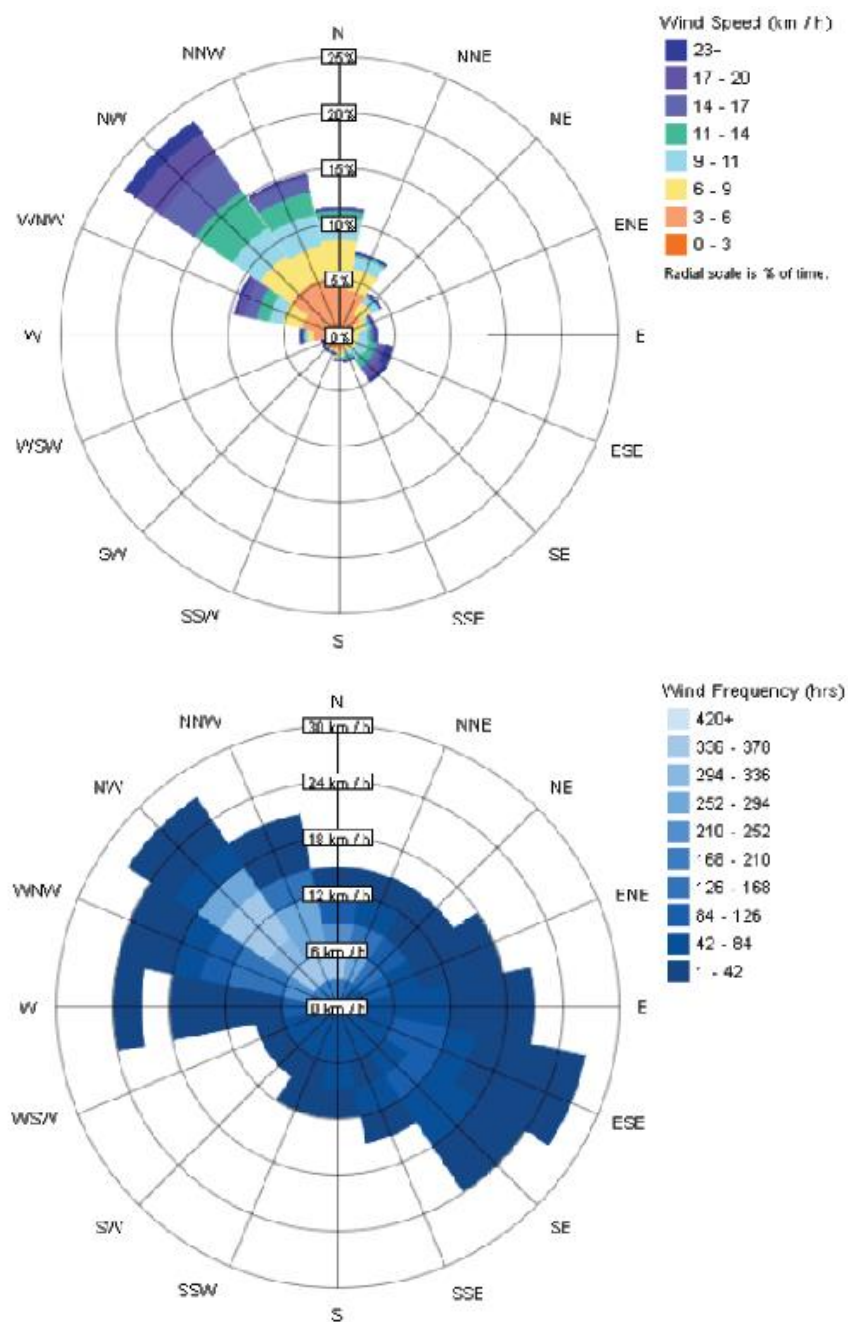 N
NNE
NE
ENE
E
ESE
SE
SSE
S
SSW
SW
WSW
W
WNW
NW
NNW
25%
20%
15%
10%
5%
0%
Wind Speed (km / h)
23-
17 - 20
14 - 17
11 - 14
9 - 11
6 - 9
3 - 6
0 - 3
Radial scale is % of time.
N
NNE
NE
ENE
E
ESE
SE
SSE
S
SSW
SW
WSW
W
WNW
NW
NNW
30 km / h
24 km / h
18 km / h
12 km / h
6 km / h
0 km / h
Wind Frequency (hrs)
420+
336 - 378
294 - 336
252 - 294
210 - 252
168 - 210
126 - 168
84 - 126
42 - 84
1 - 42